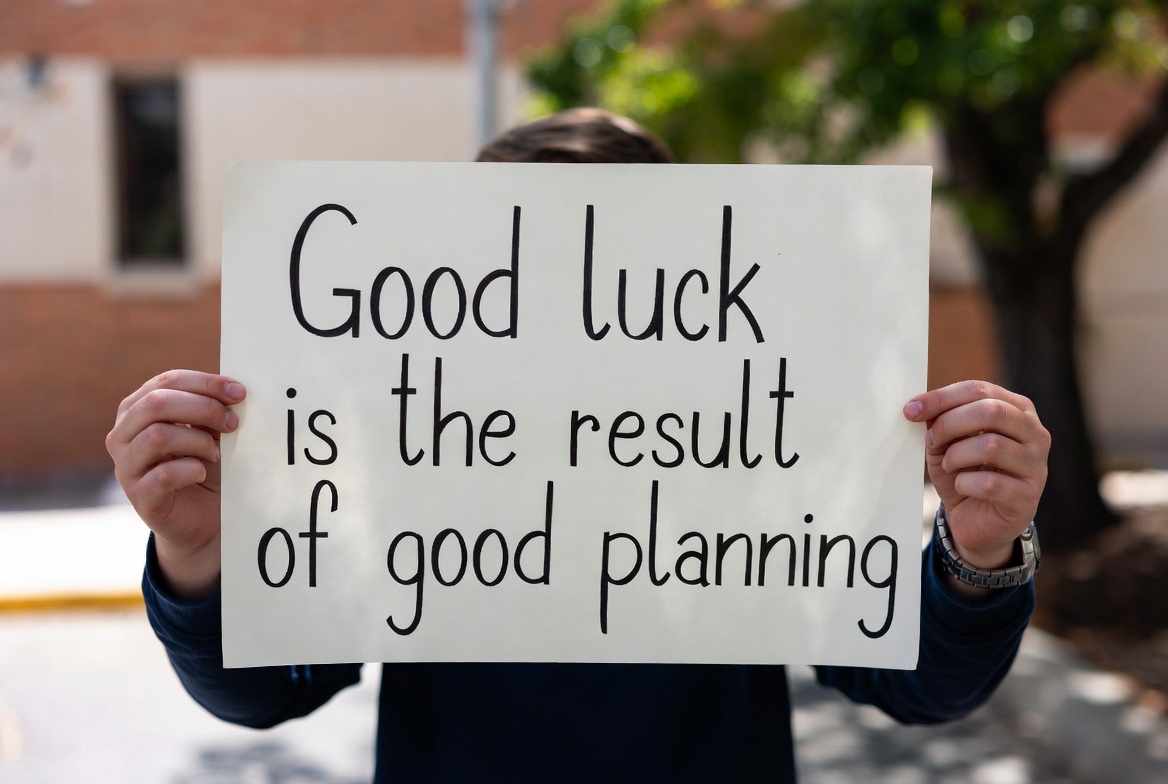 Good luck
is the result
of good planning